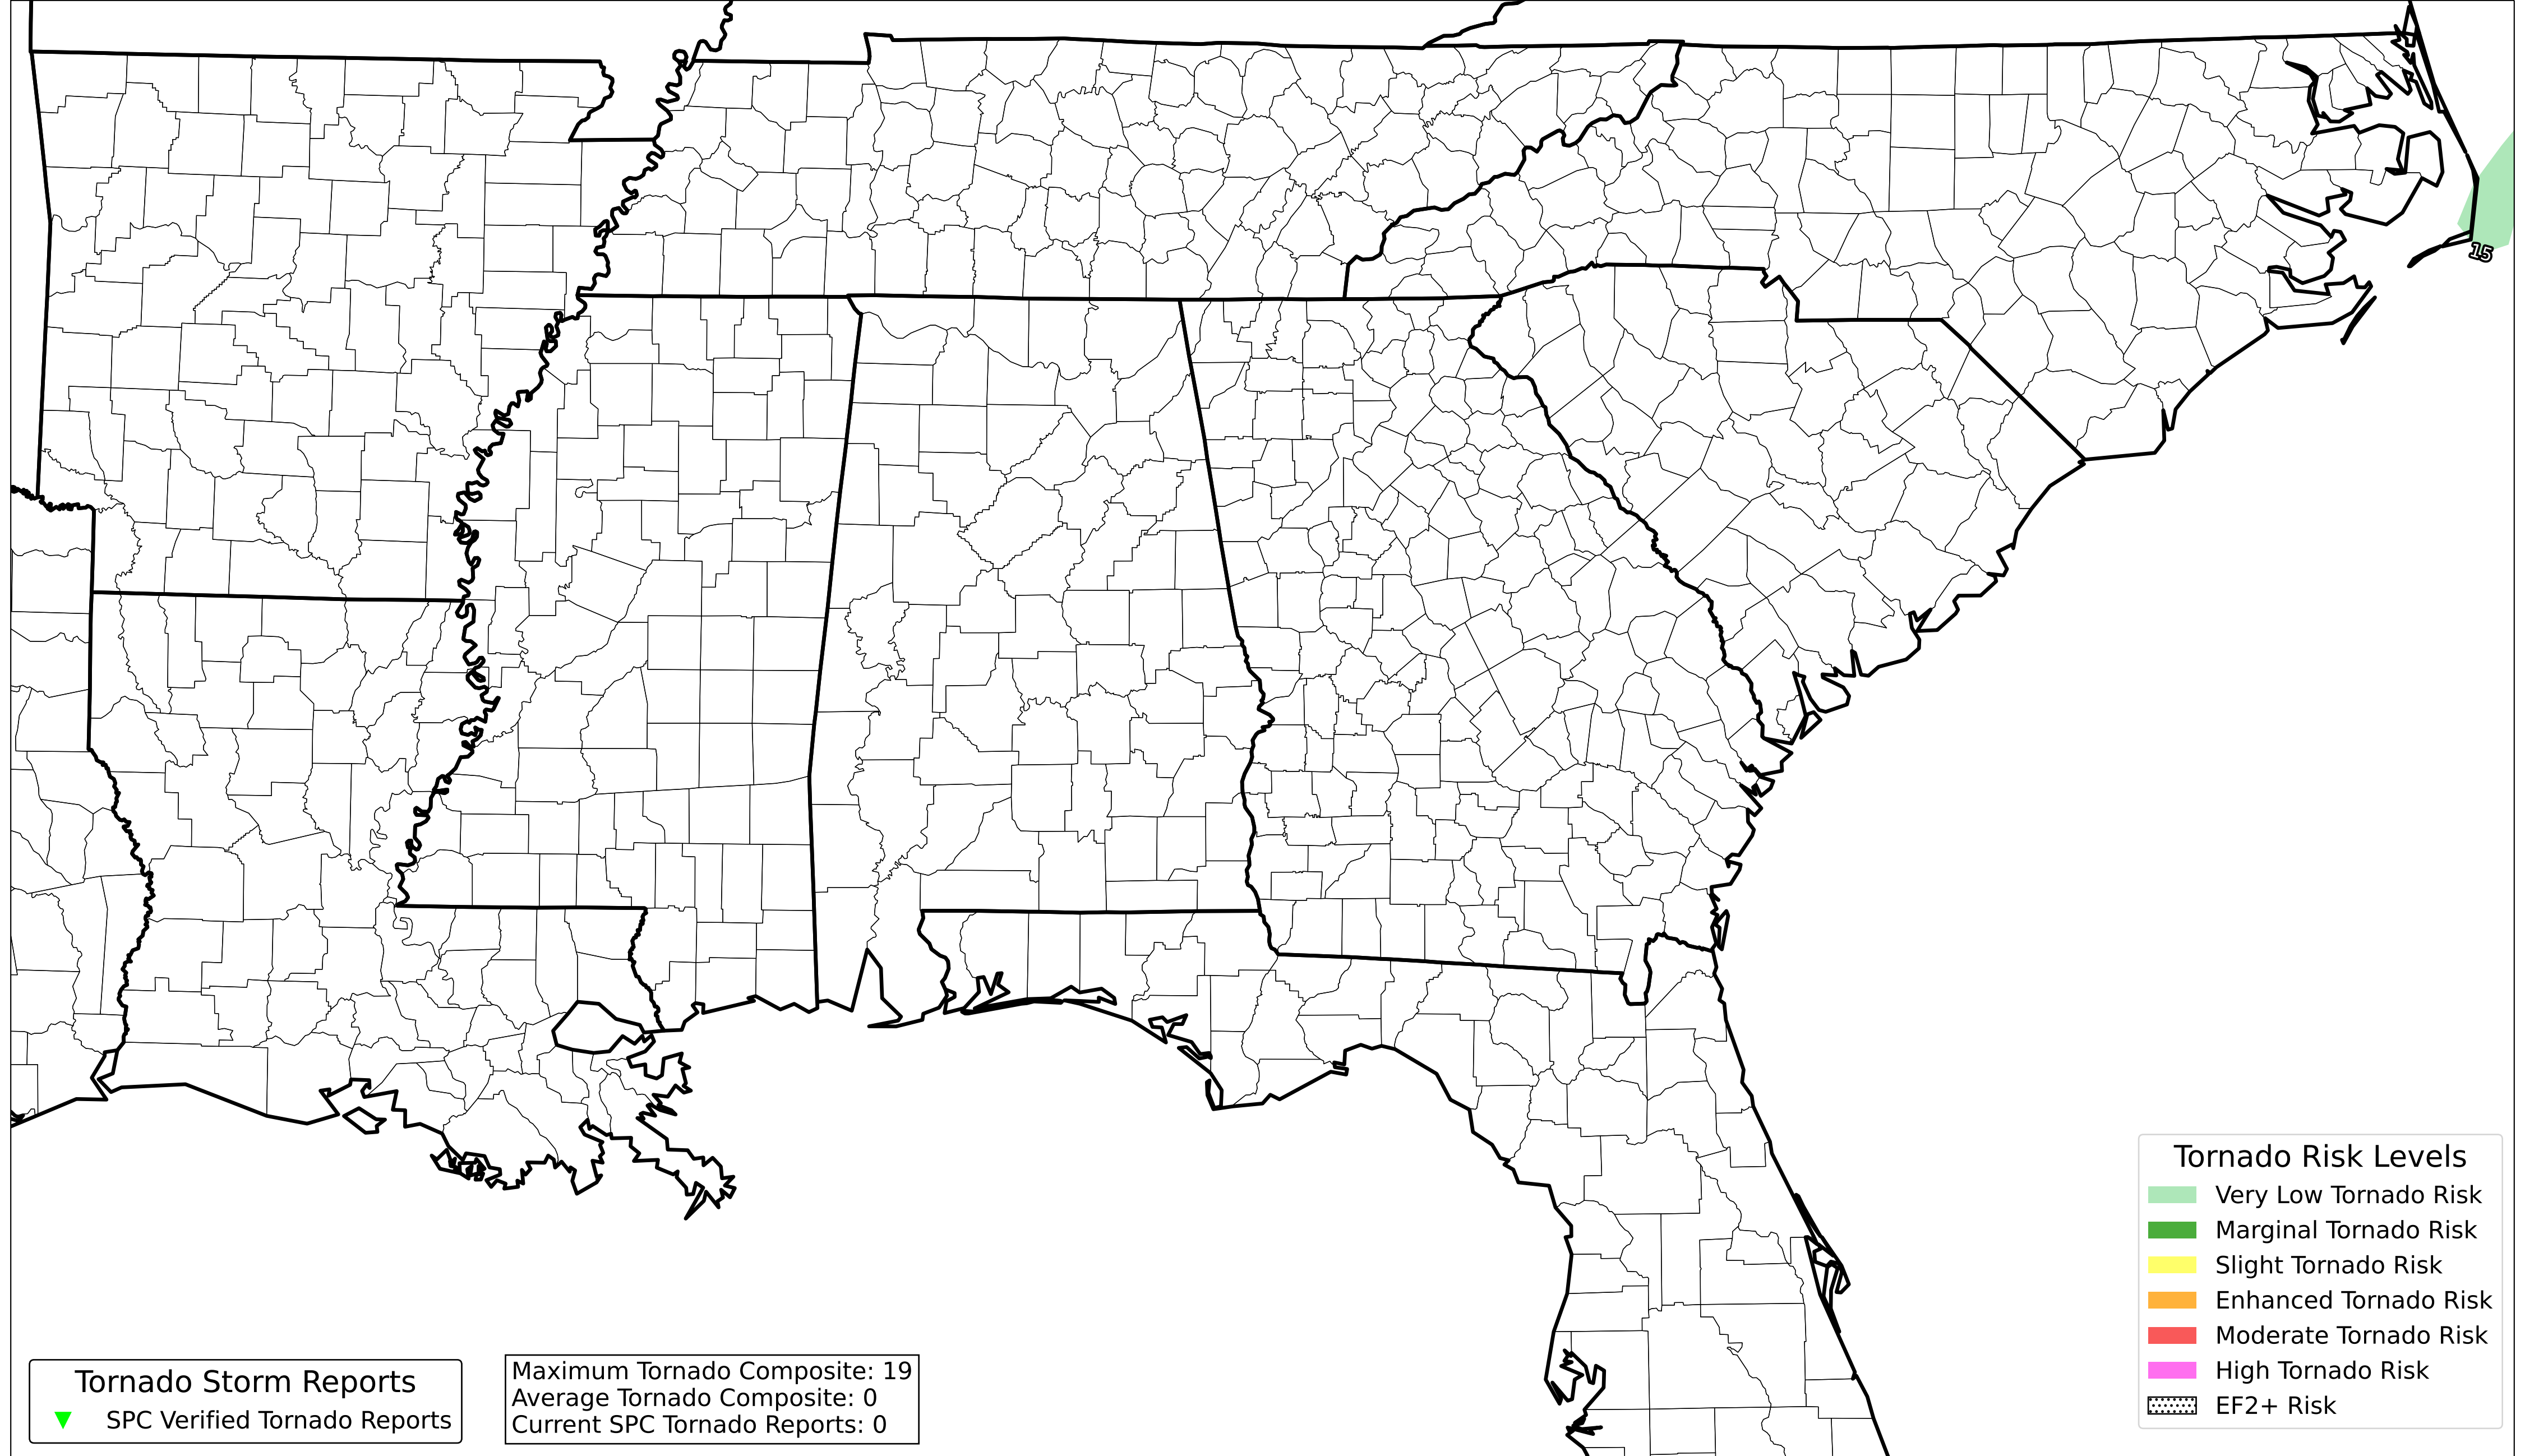 15
Tornado Risk Levels
Very Low Tornado Risk
Marginal Tornado Risk
Slight Tornado Risk
Enhanced Tornado Risk
Moderate Tornado Risk
High Tornado Risk
EF2+ Risk
Tornado Storm Reports
SPC Verified Tornado Reports
Maximum Tornado Composite: 19
Average Tornado Composite: 0
Current SPC Tornado Reports: 0